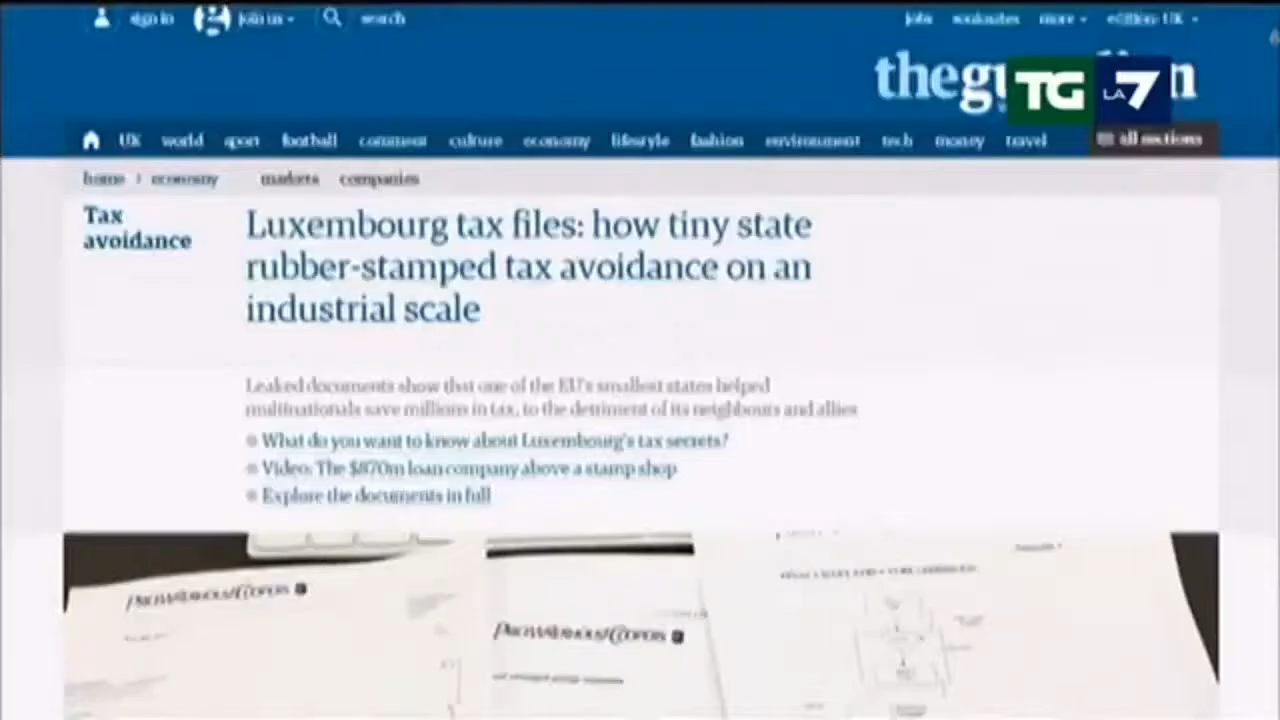 sign in
join us
search
jobs
soulmates
more
edition: UK
theg
n
TG
LA7
UK
world
sport
football
comment
culture
economy
lifestyle
fashion
environment
tech
money
travel
all sections
home › economy
markets
companies
Tax
avoidance
Luxembourg tax files: how tiny state
rubber-stamped tax avoidance on an
industrial scale
Leaked documents show that one of the EU's smallest states helped
multinationals save millions in tax, to the detriment of its neighbours and allies
What do you want to know about Luxembourg's tax secrets?
Video: The $870m loan company above a stamp shop
Explore the documents in full
PRICEWATERHOUSECOOPERS
PRICEWATERHOUSECOOPERS